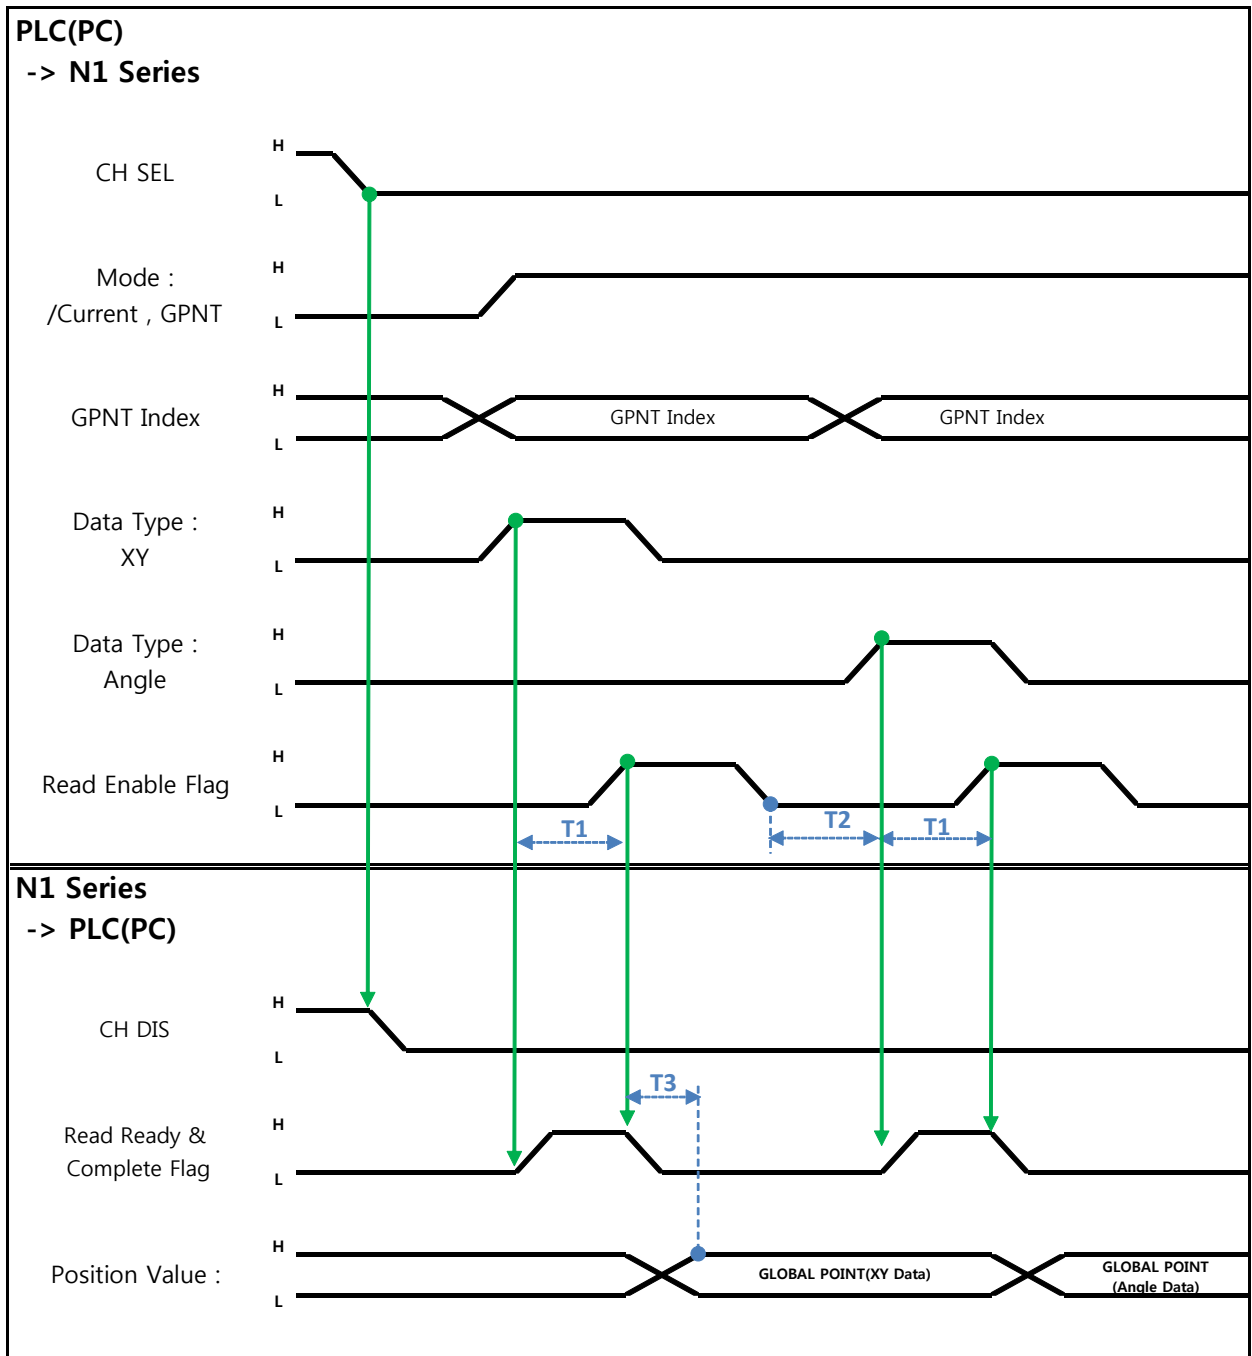 PLC(PC)
-> N1 Series
H
CH SEL
L
H
Mode :
/Current , GPNT
L
H
GPNT Index
GPNT Index
GPNT Index
L
H
Data Type :
XY
L
H
Data Type :
Angle
L
H
Read Enable Flag
L
T1
T2
T1
N1 Series
-> PLC(PC)
H
CH DIS
L
T3
H
Read Ready &
Complete Flag
L
H
Position Value :
GLOBAL POINT(XY Data)
GLOBAL POINT
(Angle Data)
L